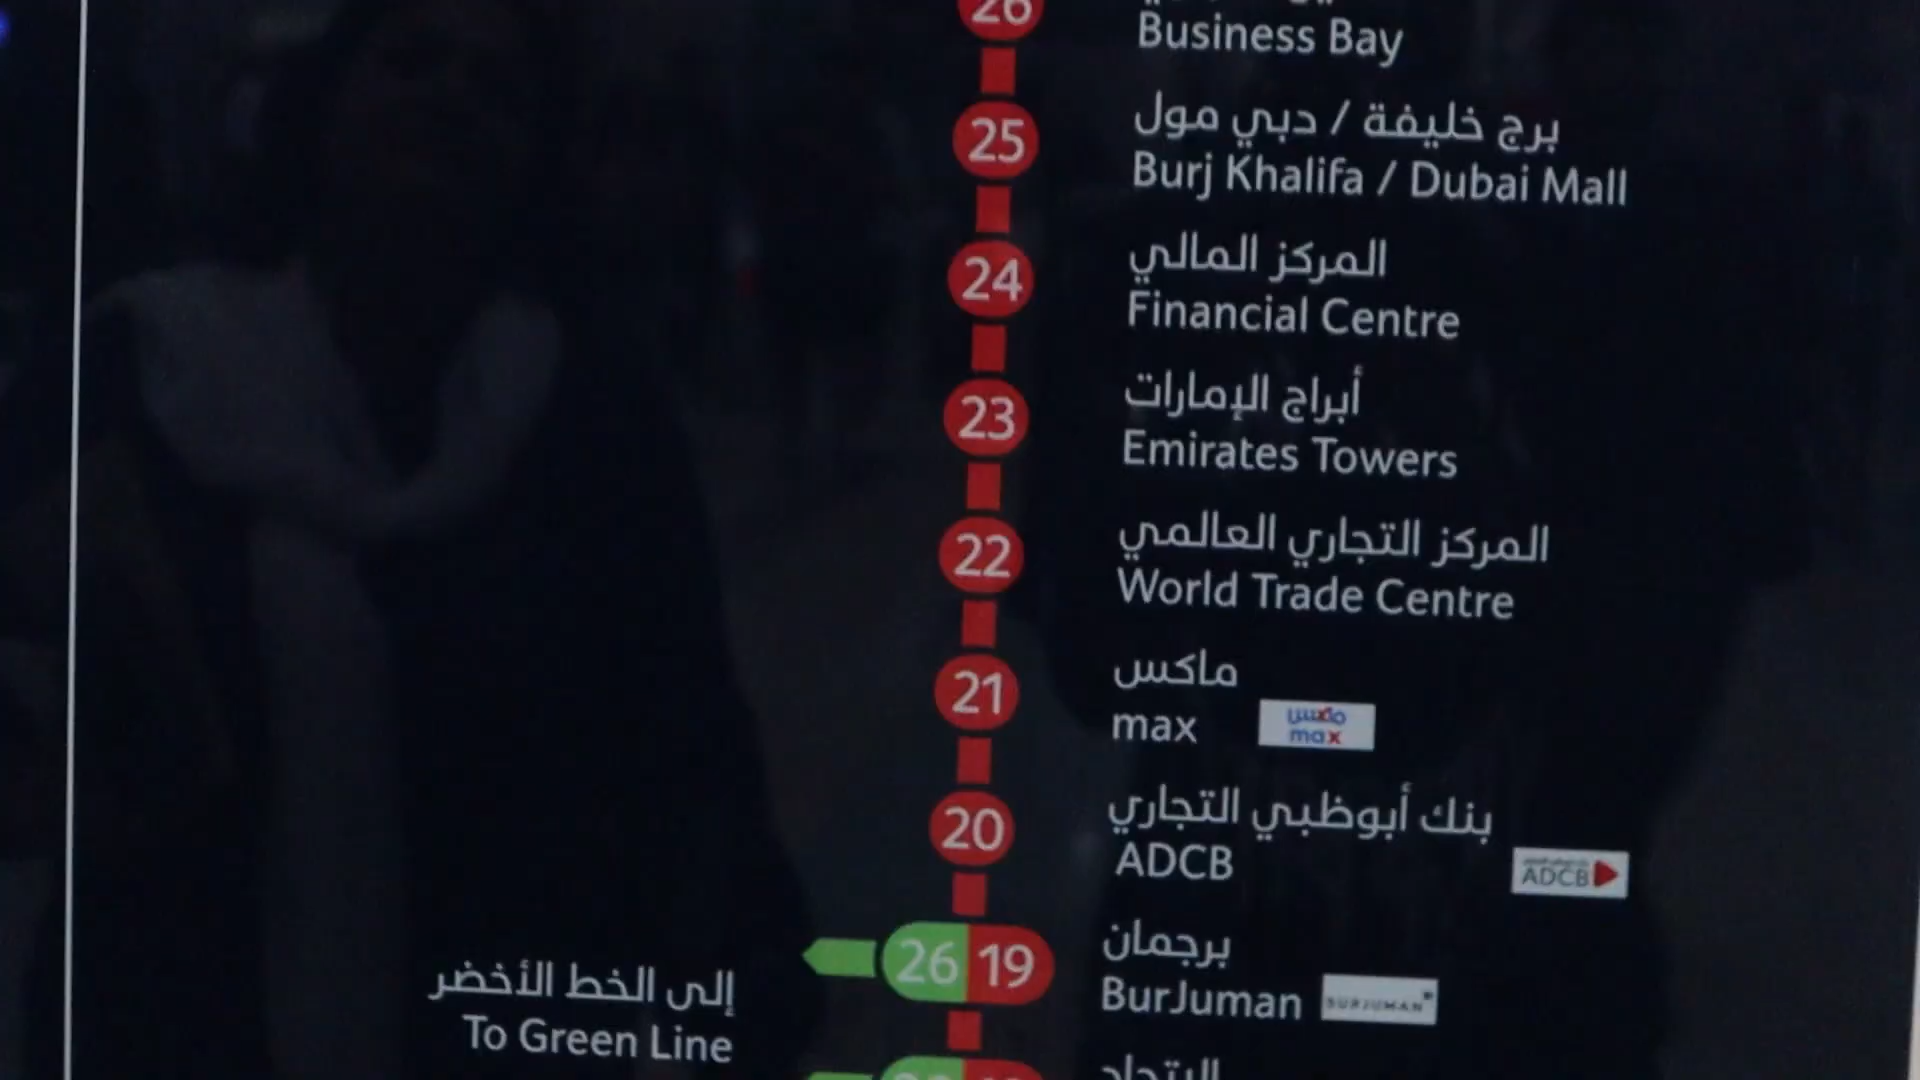 26
Business Bay
25
برج خليفة / دبي مول
Burj Khalifa / Dubai Mall
24
المركز المالي
Financial Centre
23
أبراج الإمارات
Emirates Towers
22
المركز التجاري العالمي
World Trade Centre
21
ماكس
max
ماكس
max
20
بنك أبوظبي التجاري
ADCB
ADCB
26 19
برجمان
BurJuman
BURJUMAN
إلى الخط الأخضر
To Green Line